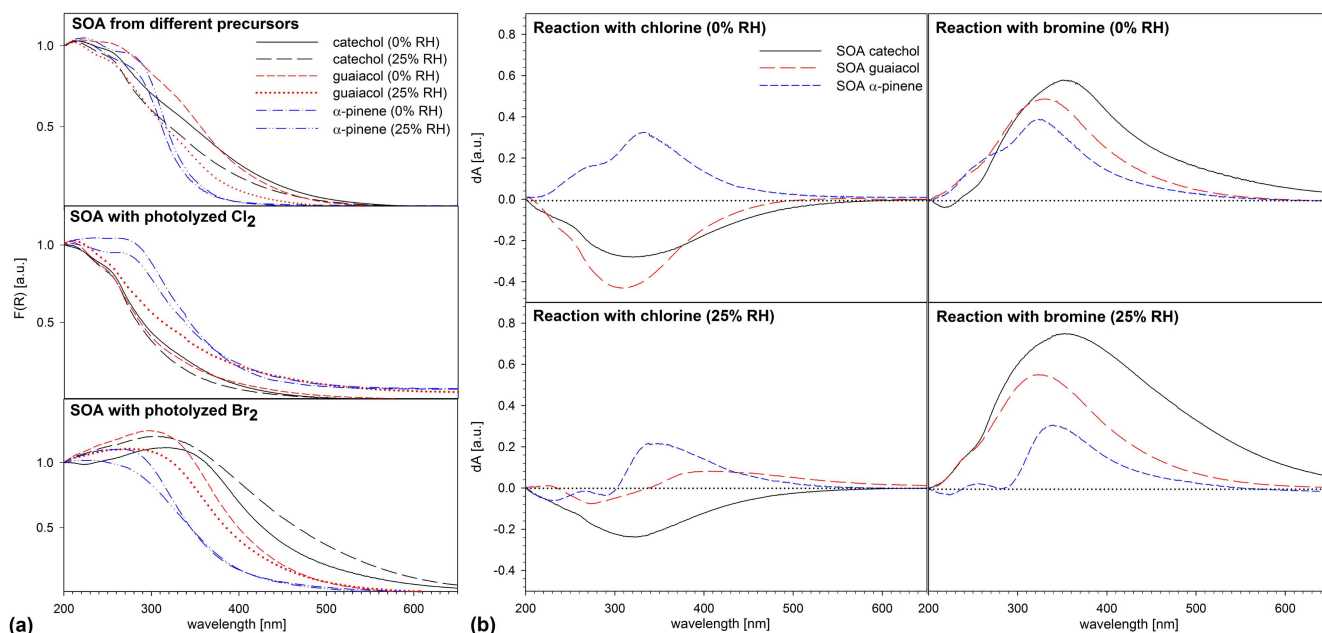 SOA from different precursors
1.0
0.5
catechol (0% RH)
catechol (25% RH)
guaiacol (0% RH)
guaiacol (25% RH)
α-pinene (0% RH)
α-pinene (25% RH)
SOA with photolyzed Cl2
1.0
0.5
F(R) [a.u.]
SOA with photolyzed Br2
1.0
0.5
200 300 400 500 600
wavelength [nm]
(a)
Reaction with chlorine (0% RH)
SOA catechol
SOA guaiacol
SOA α-pinene
0.8
0.6
0.4
0.2
0.0
-0.2
-0.4
dA [a.u.]
Reaction with bromine (0% RH)
Reaction with chlorine (25% RH)
0.8
0.6
0.4
0.2
0.0
-0.2
-0.4
dA [a.u.]
Reaction with bromine (25% RH)
200 300 400 500 600 200 300 400 500 600
wavelength [nm] wavelength [nm]
(b)